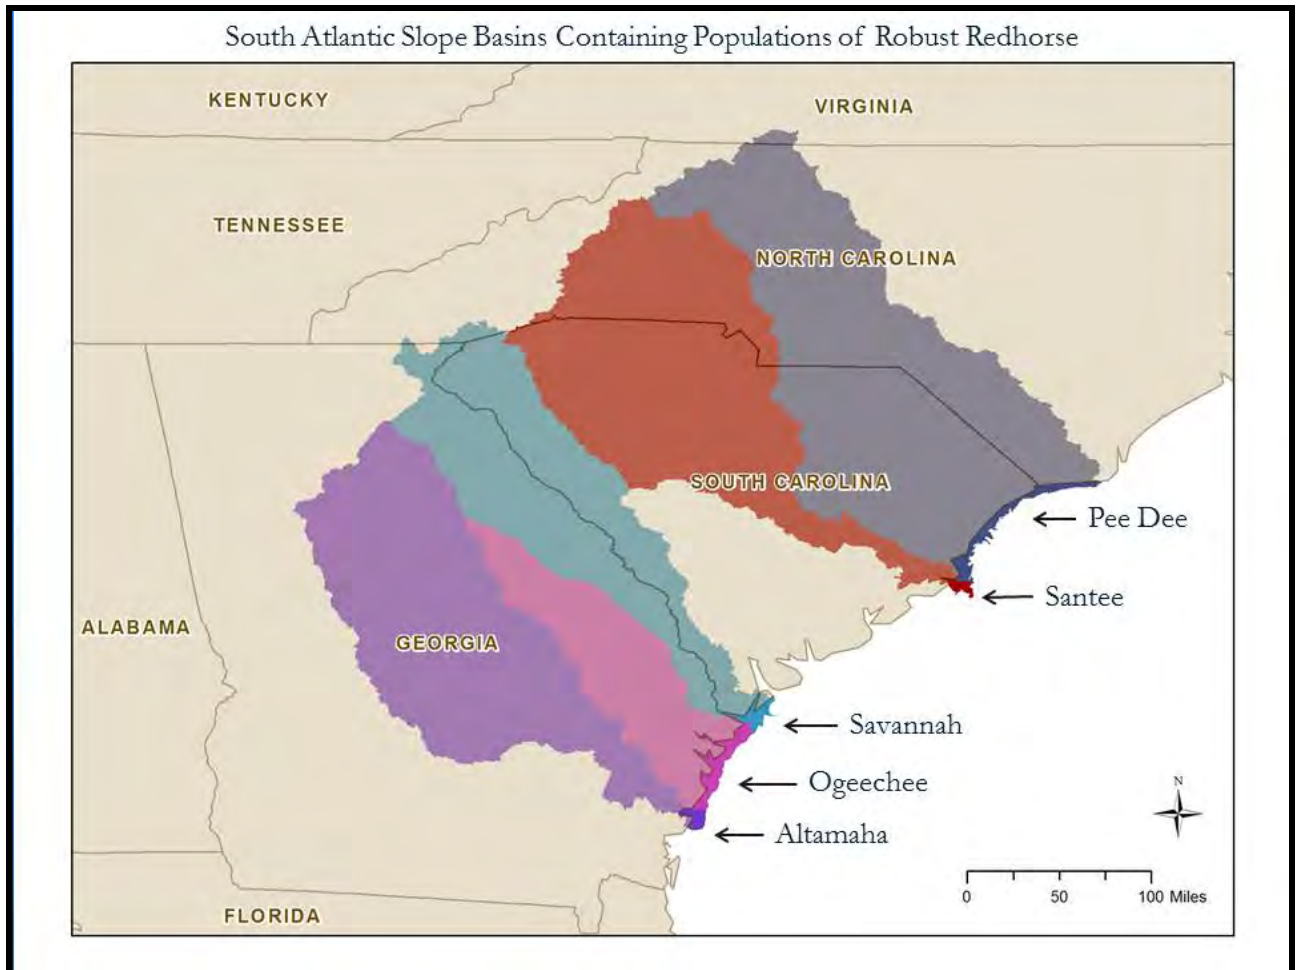 South Atlantic Slope Basins Containing Populations of Robust Redhorse
KENTUCKY
VIRGINIA
TENNESSEE
NORTH CAROLINA
SOUTH CAROLINA
Pee Dee
Santee
ALABAMA
GEORGIA
Savannah
Ogeechee
Altamaha
N
0 50 100 Miles
FLORIDA